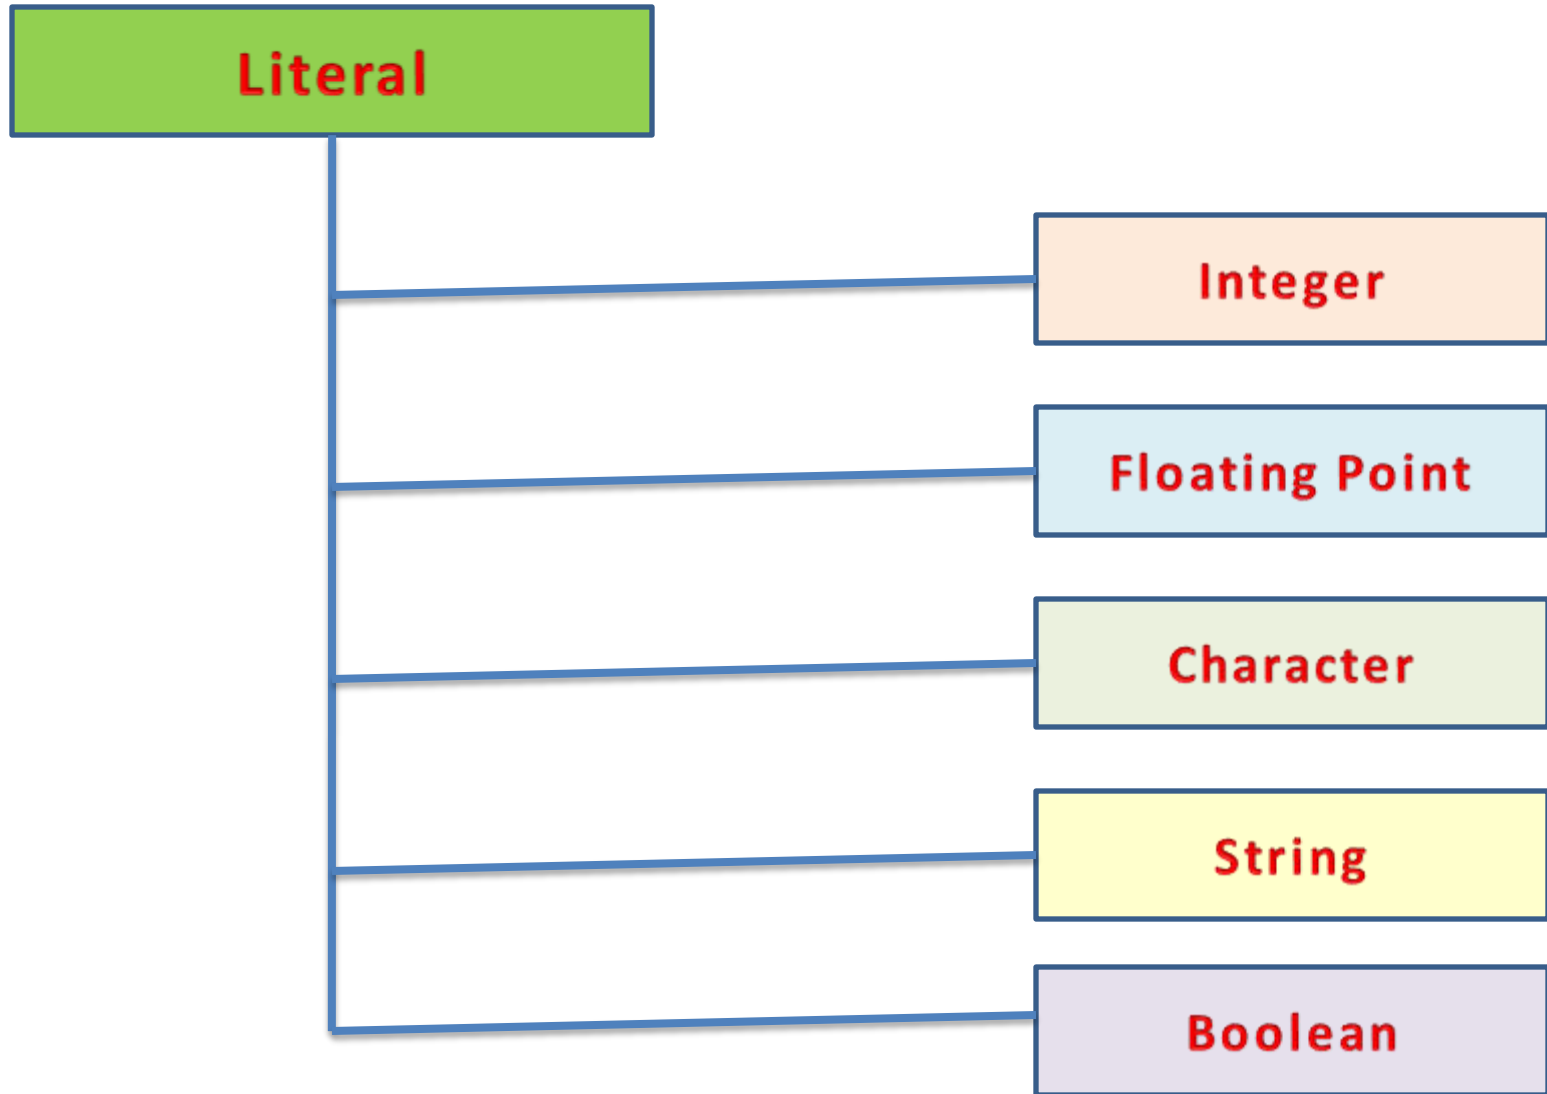 Literal
Integer
Floating Point
Character
String
Boolean